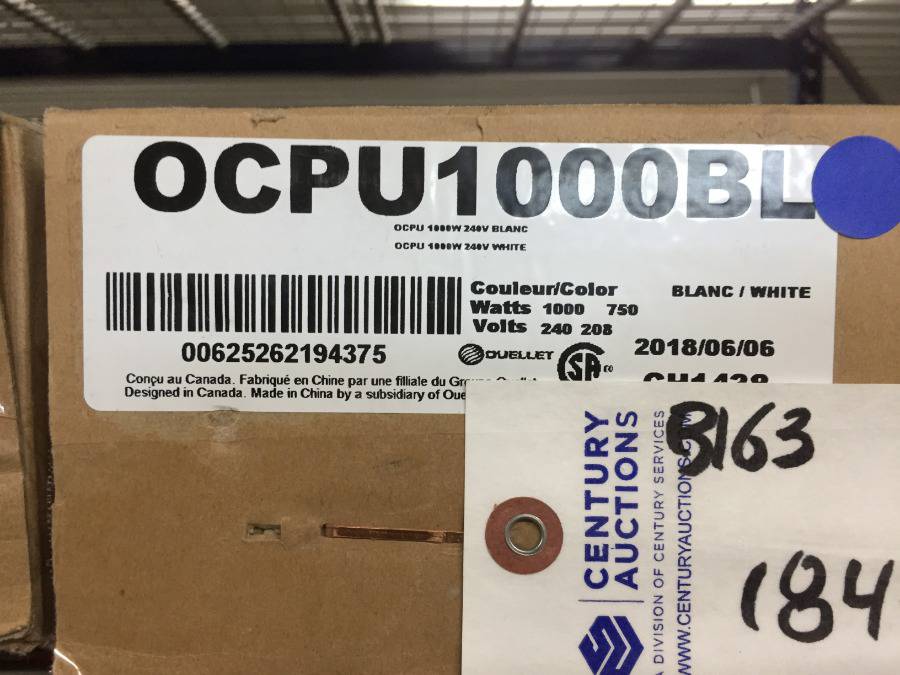 OCPU1000BL
OCPU 1000W 240V BLANC
OCPU 1000W 240V WHITE
Couleur/Color BLANC / WHITE
Watts 1000 750
Volts 240 208
00625262194375
OUELLET
2018/06/06
Conçu au Canada. Fabriqué en Chine par une filliale du
Designed in Canada. Made in China by a subsidiary of
B163
184
CENTURY
AUCTIONS
A DIVISION OF CENTURY SERVICES
WWW.CENTURYAUCTIONS.COM